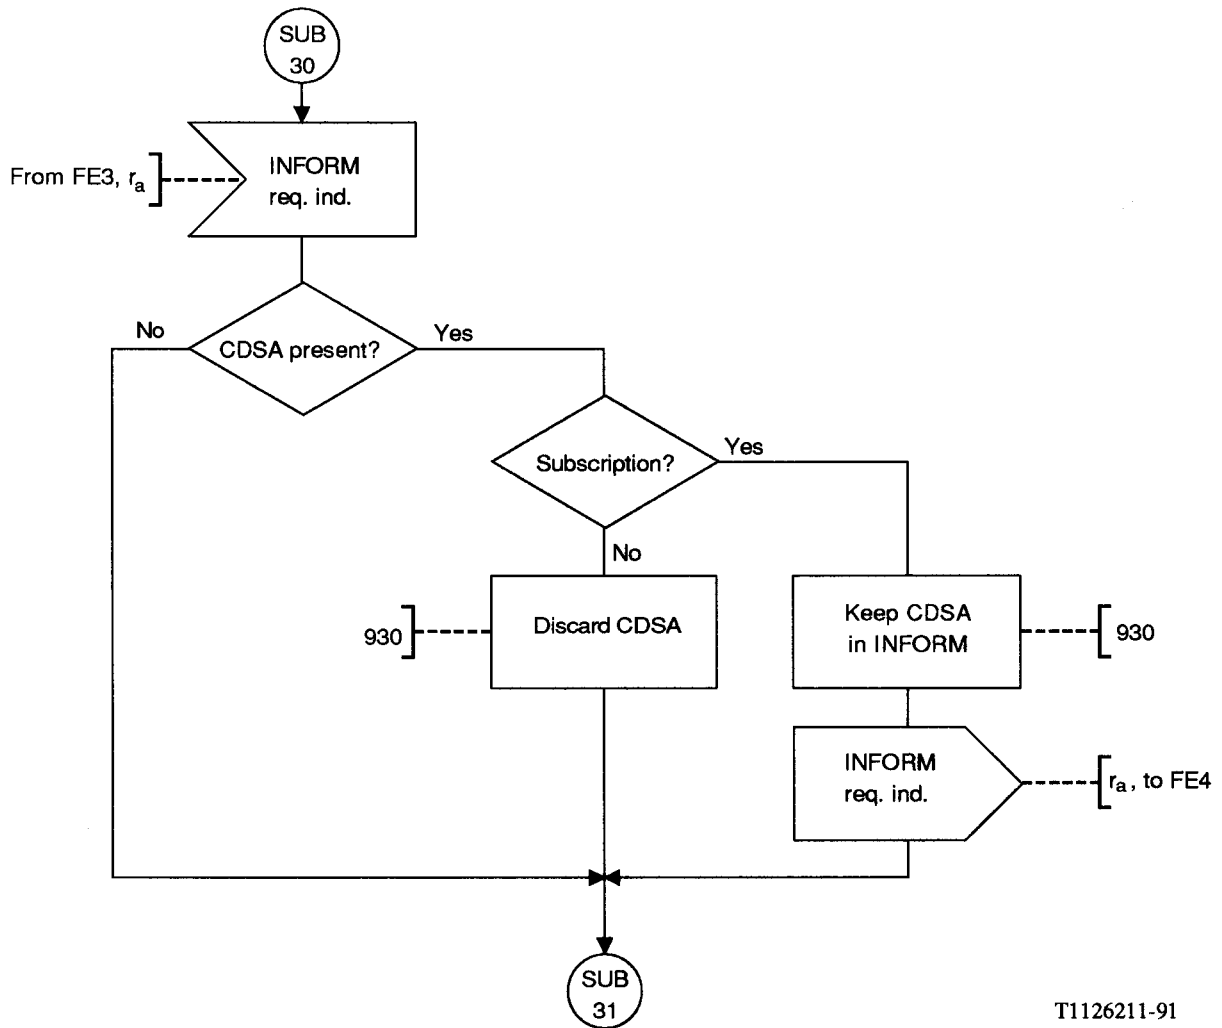 SUB
30
From FE3, ra
INFORM
req. ind.
No
CDSA present?
Yes
Subscription?
Yes
No
930
Discard CDSA
Keep CDSA
in INFORM
930
INFORM
req. ind.
ra, to FE4
SUB
31
T1126211-91